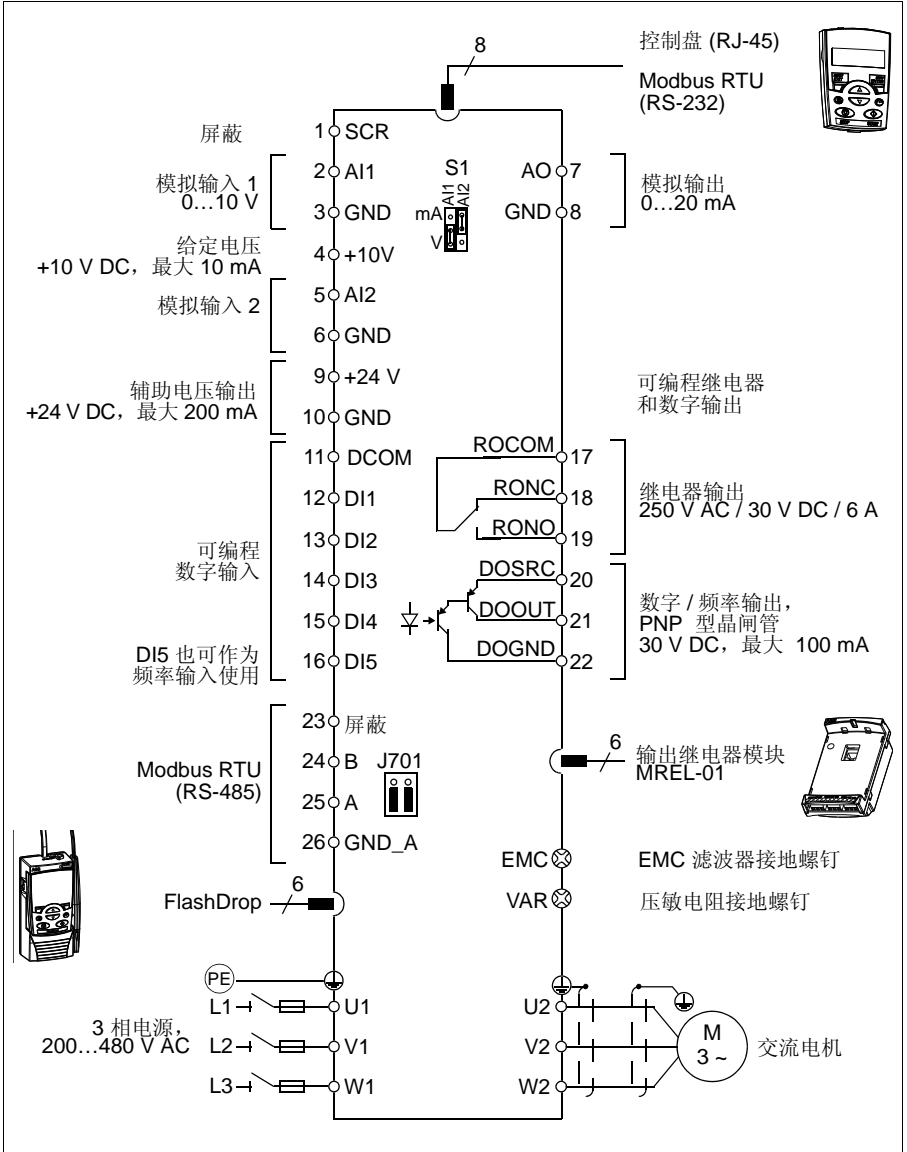 8
控制盘 (RJ-45)
Modbus RTU
(RS-232)
屏蔽
1 SCR
模拟输入 1
0…10 V
2 AI1
3 GND
S1
AI1
AI2
mA
V
AO 7
GND 8
模拟输出
0…20 mA
给定电压
+10 V DC，最大 10 mA
4 +10V
模拟输入 2
5 AI2
6 GND
辅助电压输出
+24 V DC，最大 200 mA
9 +24 V
10 GND
可编程继电器
和数字输出
可编程
数字输入
11 DCOM
12 DI1
13 DI2
14 DI3
15 DI4
DI5 也可作为
频率输入使用
16 DI5
ROCOM 17
RONC 18
RONO 19
继电器输出
250 V AC / 30 V DC / 6 A
DOSRC 20
DOOUT 21
DOGND 22
数字 / 频率输出，
PNP 型晶闸管
30 V DC，最大 100 mA
Modbus RTU
(RS-485)
23 屏蔽
24 B
25 A
26 GND_A
J701
6
输出继电器模块
MREL-01
EMC
EMC 滤波器接地螺钉
VAR
压敏电阻接地螺钉
FlashDrop
6
PE
3 相电源，
200…480 V AC
L1
U1
L2
V1
L3
W1
U2
V2
W2
M
3 ~
交流电机